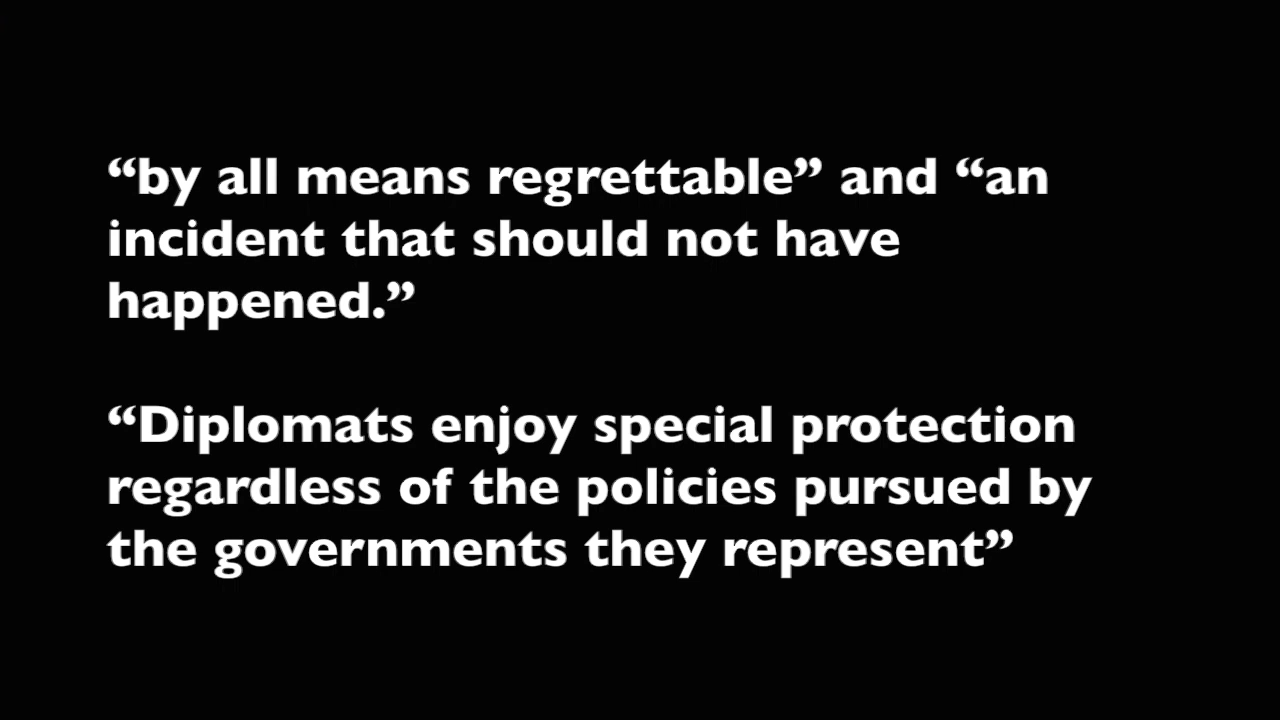 “by all means regrettable” and “an
incident that should not have
happened.”
“Diplomats enjoy special protection
regardless of the policies pursued by
the governments they represent”